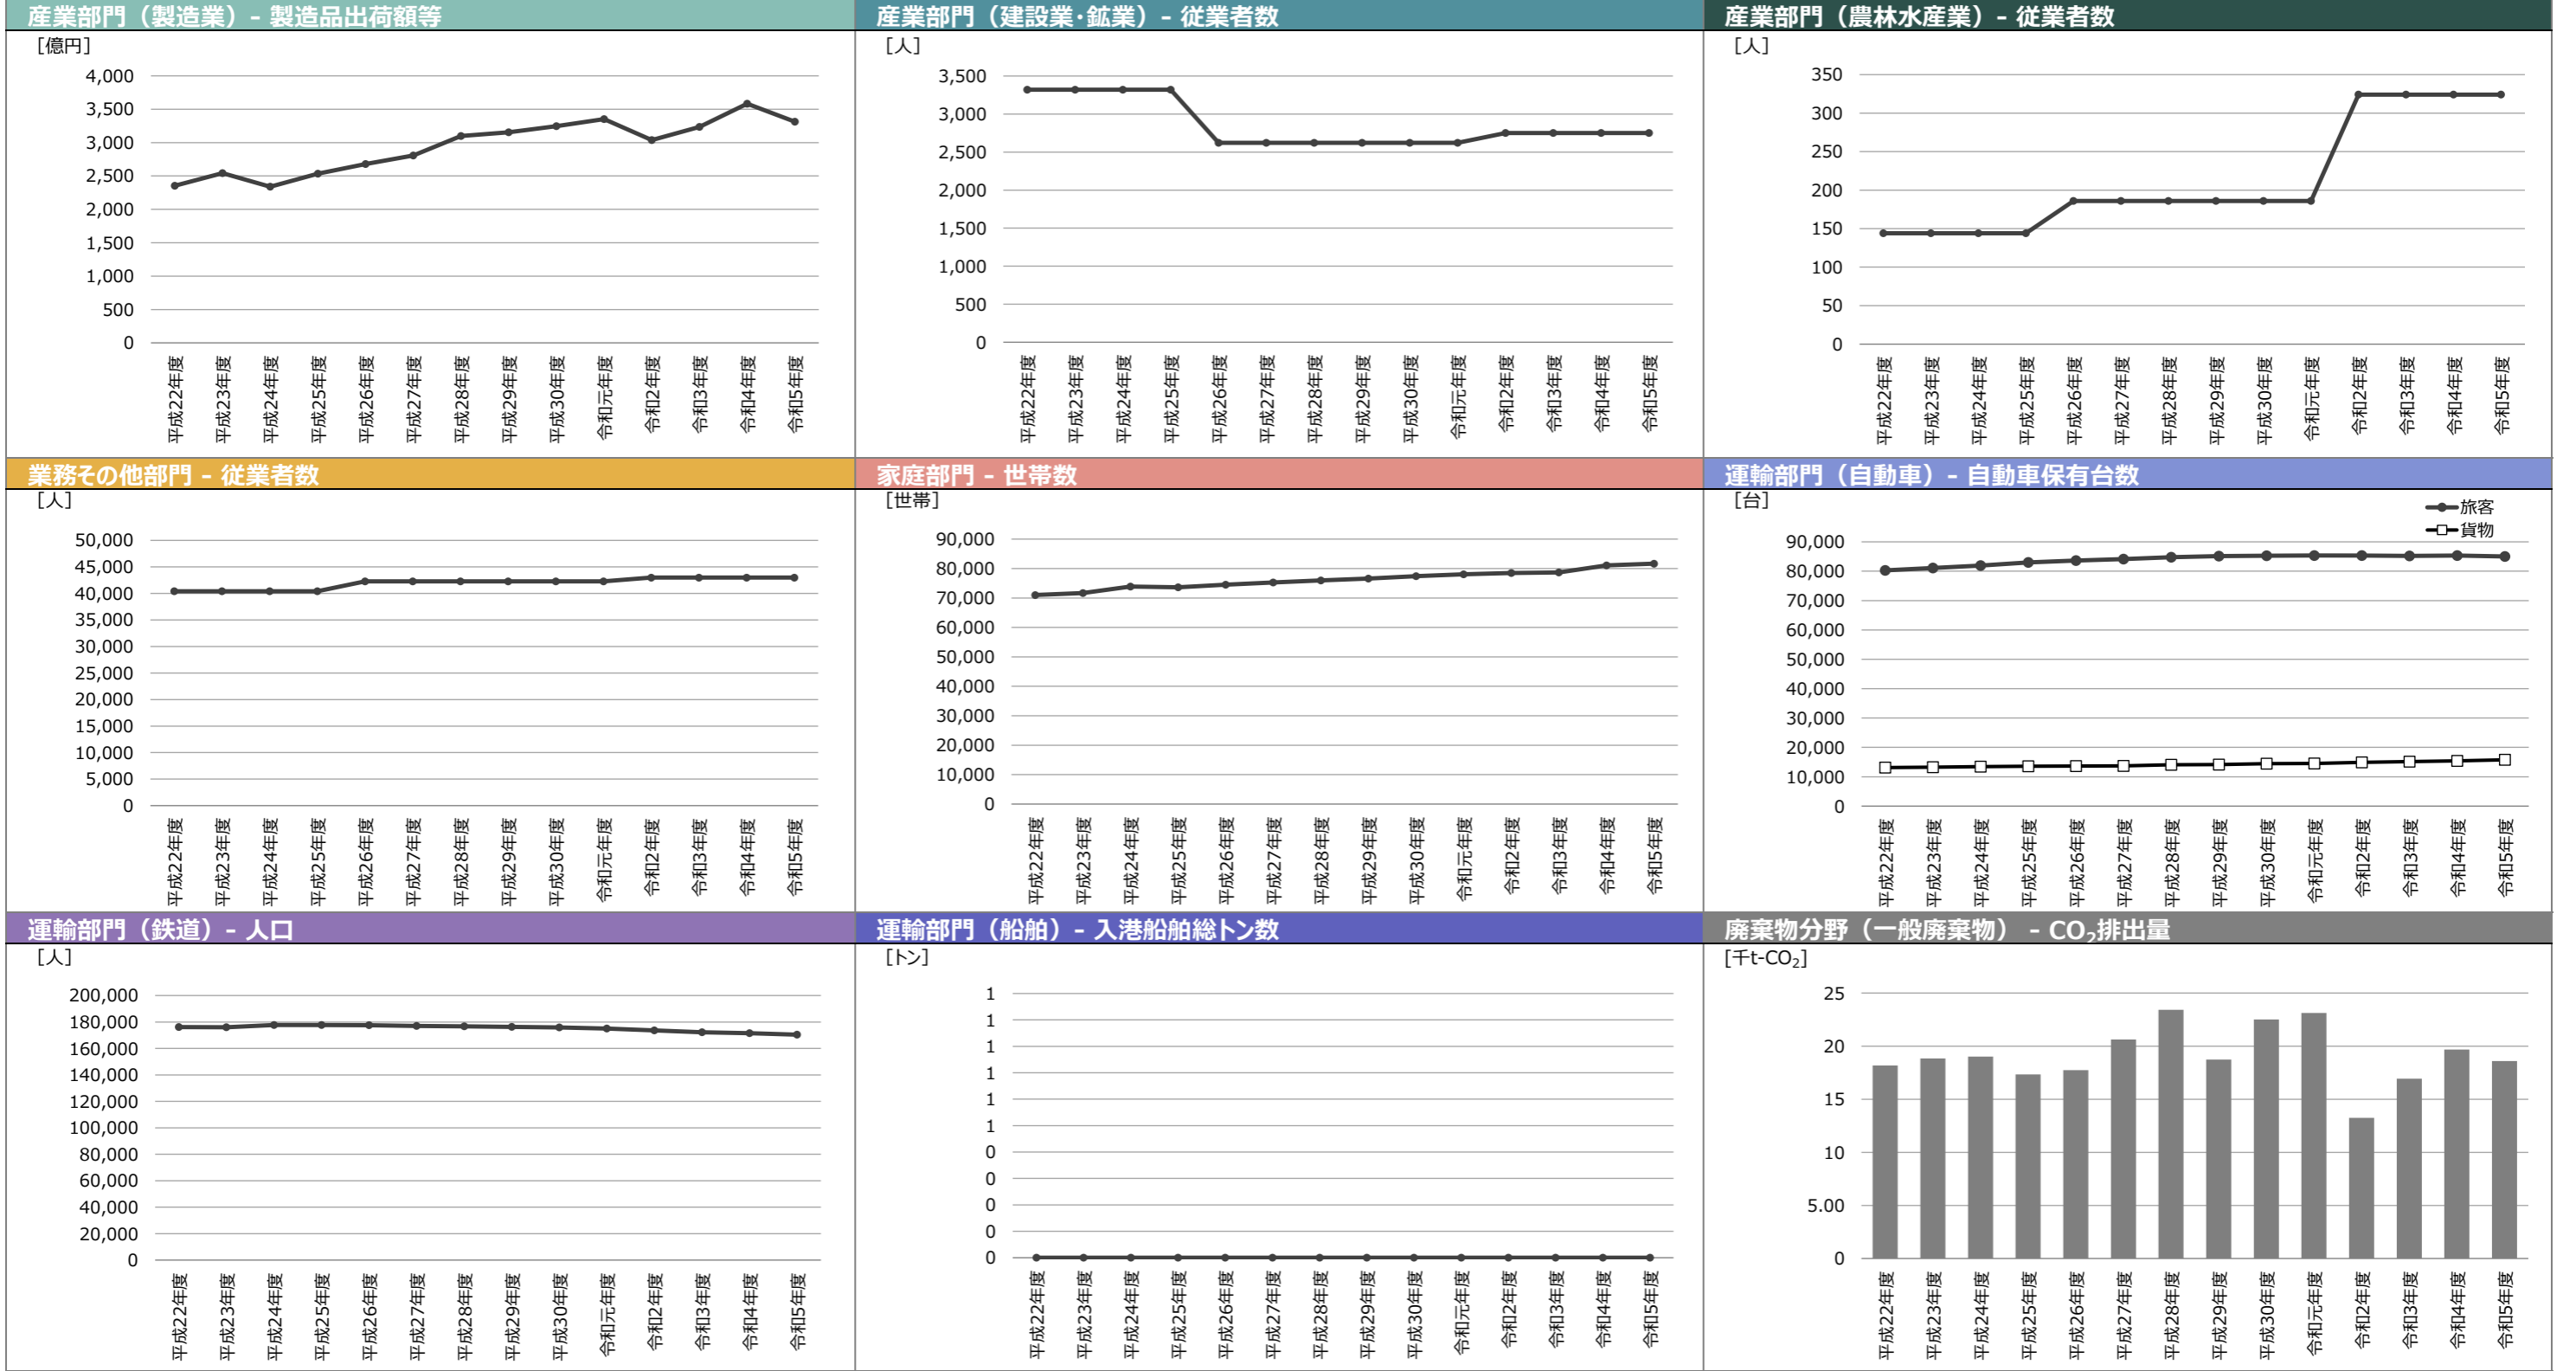 産業部門（製造業）- 製造品出荷額等
[億円]
4,000
3,500
3,000
2,500
2,000
1,500
1,000
500
0
平成22年度
平成23年度
平成24年度
平成25年度
平成26年度
平成27年度
平成28年度
平成29年度
平成30年度
令和元年度
令和2年度
令和3年度
令和4年度
令和5年度
産業部門（建設業・鉱業）- 従業者数
[人]
3,500
3,000
2,500
2,000
1,500
1,000
500
0
平成22年度
平成23年度
平成24年度
平成25年度
平成26年度
平成27年度
平成28年度
平成29年度
平成30年度
令和元年度
令和2年度
令和3年度
令和4年度
令和5年度
産業部門（農林水産業）- 従業者数
[人]
350
300
250
200
150
100
50
0
平成22年度
平成23年度
平成24年度
平成25年度
平成26年度
平成27年度
平成28年度
平成29年度
平成30年度
令和元年度
令和2年度
令和3年度
令和4年度
令和5年度
業務その他部門 - 従業者数
[人]
50,000
45,000
40,000
35,000
30,000
25,000
20,000
15,000
10,000
5,000
0
平成22年度
平成23年度
平成24年度
平成25年度
平成26年度
平成27年度
平成28年度
平成29年度
平成30年度
令和元年度
令和2年度
令和3年度
令和4年度
令和5年度
家庭部門 - 世帯数
[世帯]
90,000
80,000
70,000
60,000
50,000
40,000
30,000
20,000
10,000
0
平成22年度
平成23年度
平成24年度
平成25年度
平成26年度
平成27年度
平成28年度
平成29年度
平成30年度
令和元年度
令和2年度
令和3年度
令和4年度
令和5年度
運輸部門（自動車）- 自動車保有台数
[台]
旅客
貨物
90,000
80,000
70,000
60,000
50,000
40,000
30,000
20,000
10,000
0
平成22年度
平成23年度
平成24年度
平成25年度
平成26年度
平成27年度
平成28年度
平成29年度
平成30年度
令和元年度
令和2年度
令和3年度
令和4年度
令和5年度
運輸部門（鉄道）- 人口
[人]
200,000
180,000
160,000
140,000
120,000
100,000
80,000
60,000
40,000
20,000
0
平成22年度
平成23年度
平成24年度
平成25年度
平成26年度
平成27年度
平成28年度
平成29年度
平成30年度
令和元年度
令和2年度
令和3年度
令和4年度
令和5年度
運輸部門（船舶）- 入港船舶総トン数
[トン]
1
1
1
1
1
1
0
0
0
0
0
平成22年度
平成23年度
平成24年度
平成25年度
平成26年度
平成27年度
平成28年度
平成29年度
平成30年度
令和元年度
令和2年度
令和3年度
令和4年度
令和5年度
廃棄物分野（一般廃棄物） - CO₂排出量
[千t-CO₂]
25
20
15
10
5.00
0
平成22年度
平成23年度
平成24年度
平成25年度
平成26年度
平成27年度
平成28年度
平成29年度
平成30年度
令和元年度
令和2年度
令和3年度
令和4年度
令和5年度